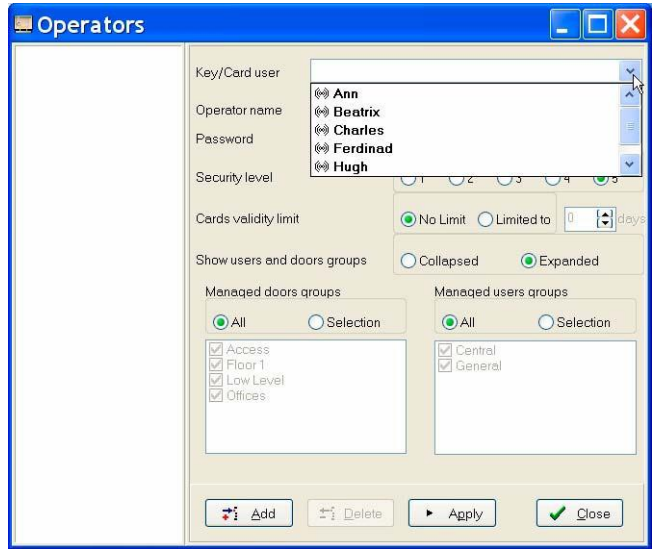 Operators
Key/Card user
Ann
Operator name
Beatrix
Charles
Password
Ferdinad
Hugh
Security level 1 2 3 4 5
Cards validity limit No Limit Limited to 0 days
Show users and doors groups Collapsed Expanded
Managed doors groups Managed users groups
All Selection All Selection
Access Central
Floor 1 General
Low Level
Offices
Add Delete Apply Close